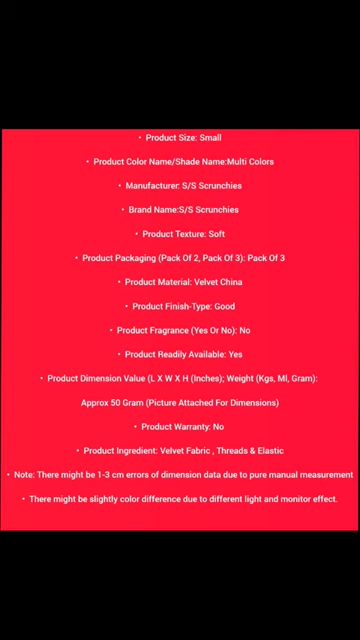 • Product Size: Small
• Product Color Name/Shade Name:Multi Colors
• Manufacturer: S/S Scrunchies
• Brand Name:S/S Scrunchies
• Product Texture: Soft
• Product Packaging (Pack Of 2, Pack Of 3): Pack Of 3
• Product Material: Velvet China
• Product Finish-Type: Good
• Product Fragrance (Yes Or No): No
• Product Readily Available: Yes
• Product Dimension Value (L X W X H (Inches); Weight (Kgs, Ml, Gram):
Approx 50 Gram (Picture Attached For Dimensions)
• Product Warranty: No
• Product Ingredient: Velvet Fabric , Threads & Elastic
• Note: There might be 1-3 cm errors of dimension data due to pure manual measurement
• There might be slightly color difference due to different light and monitor effect.